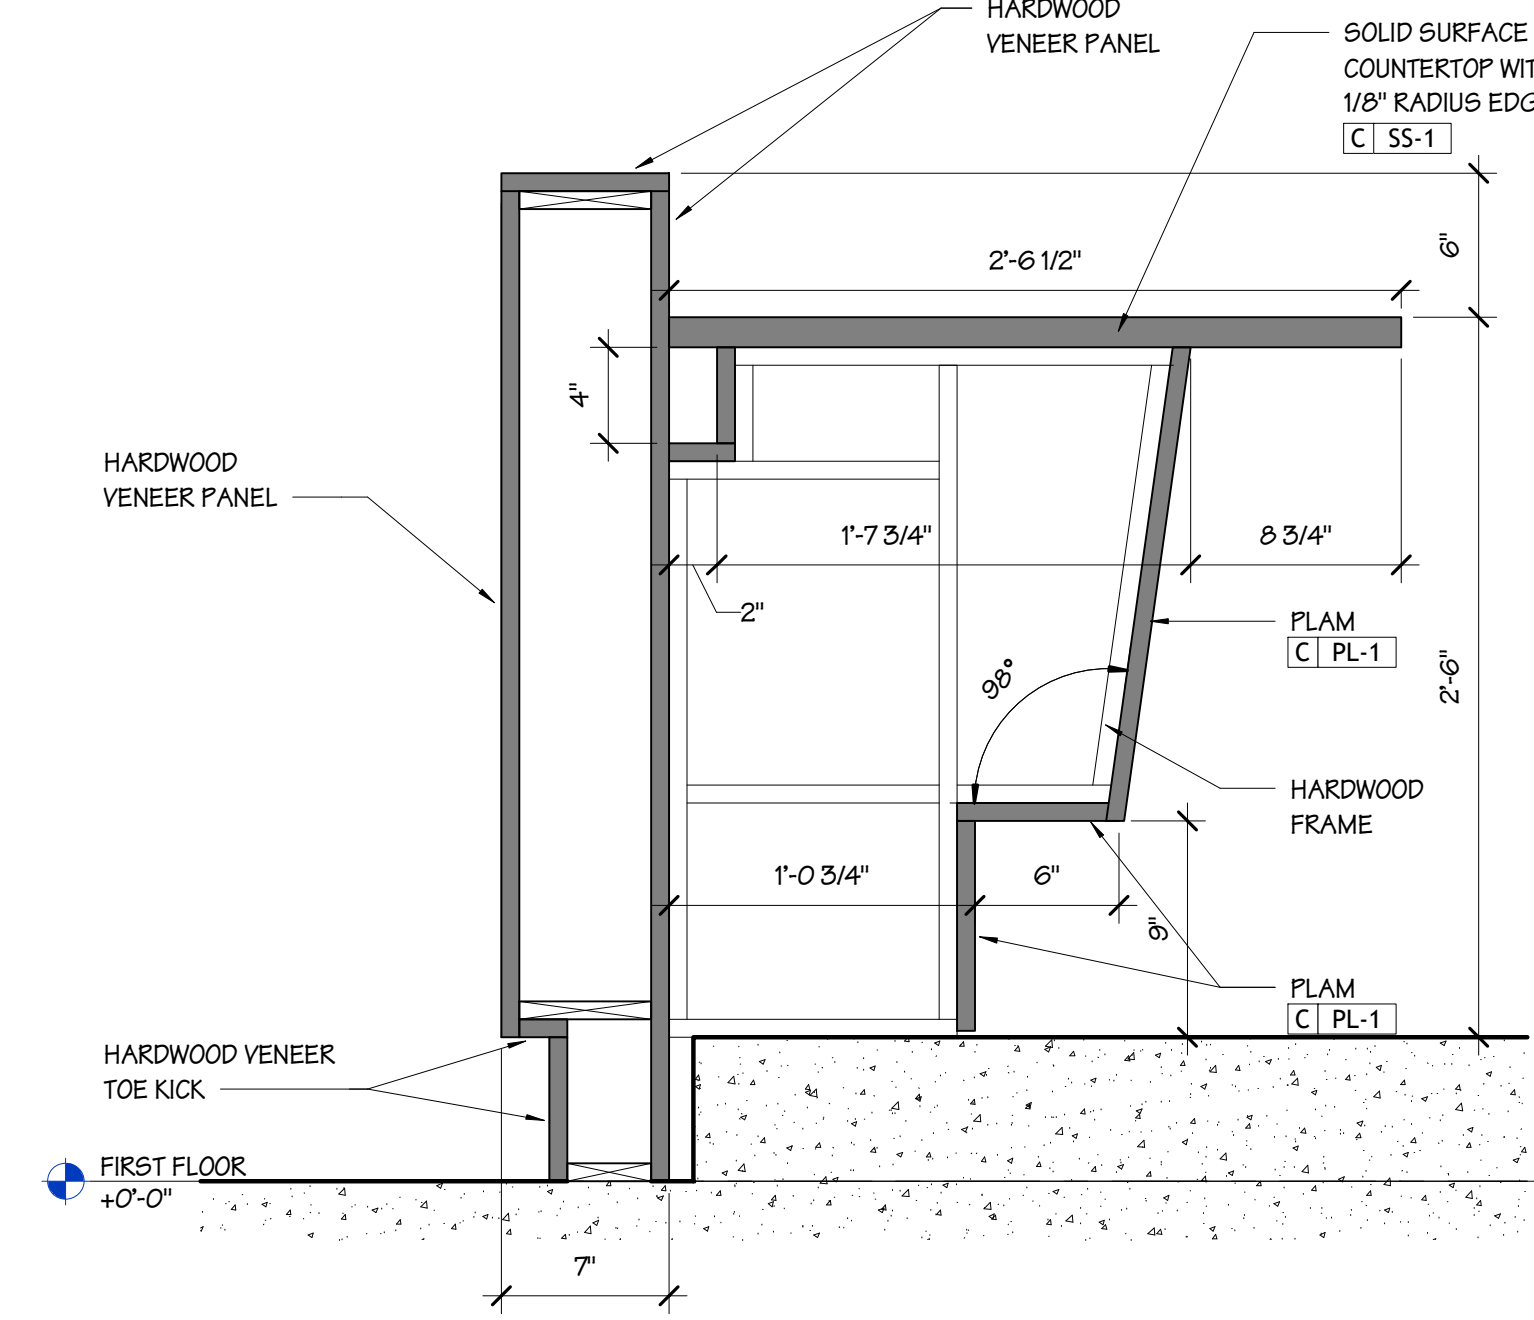 HARDWOOD
VENEER PANEL
SOLID SURFACE
COUNTERTOP WIT
1/8" RADIUS EDG
C SS-1
6"
2'-6 1/2"
4"
HARDWOOD
VENEER PANEL
1'-7 3/4"
8 3/4"
2"
PLAM
C PL-1
2'-6"
98°
HARDWOOD
FRAME
1'-0 3/4"
6"
9"
PLAM
C PL-1
HARDWOOD VENEER
TOE KICK
FIRST FLOOR
+0'-0"
7"